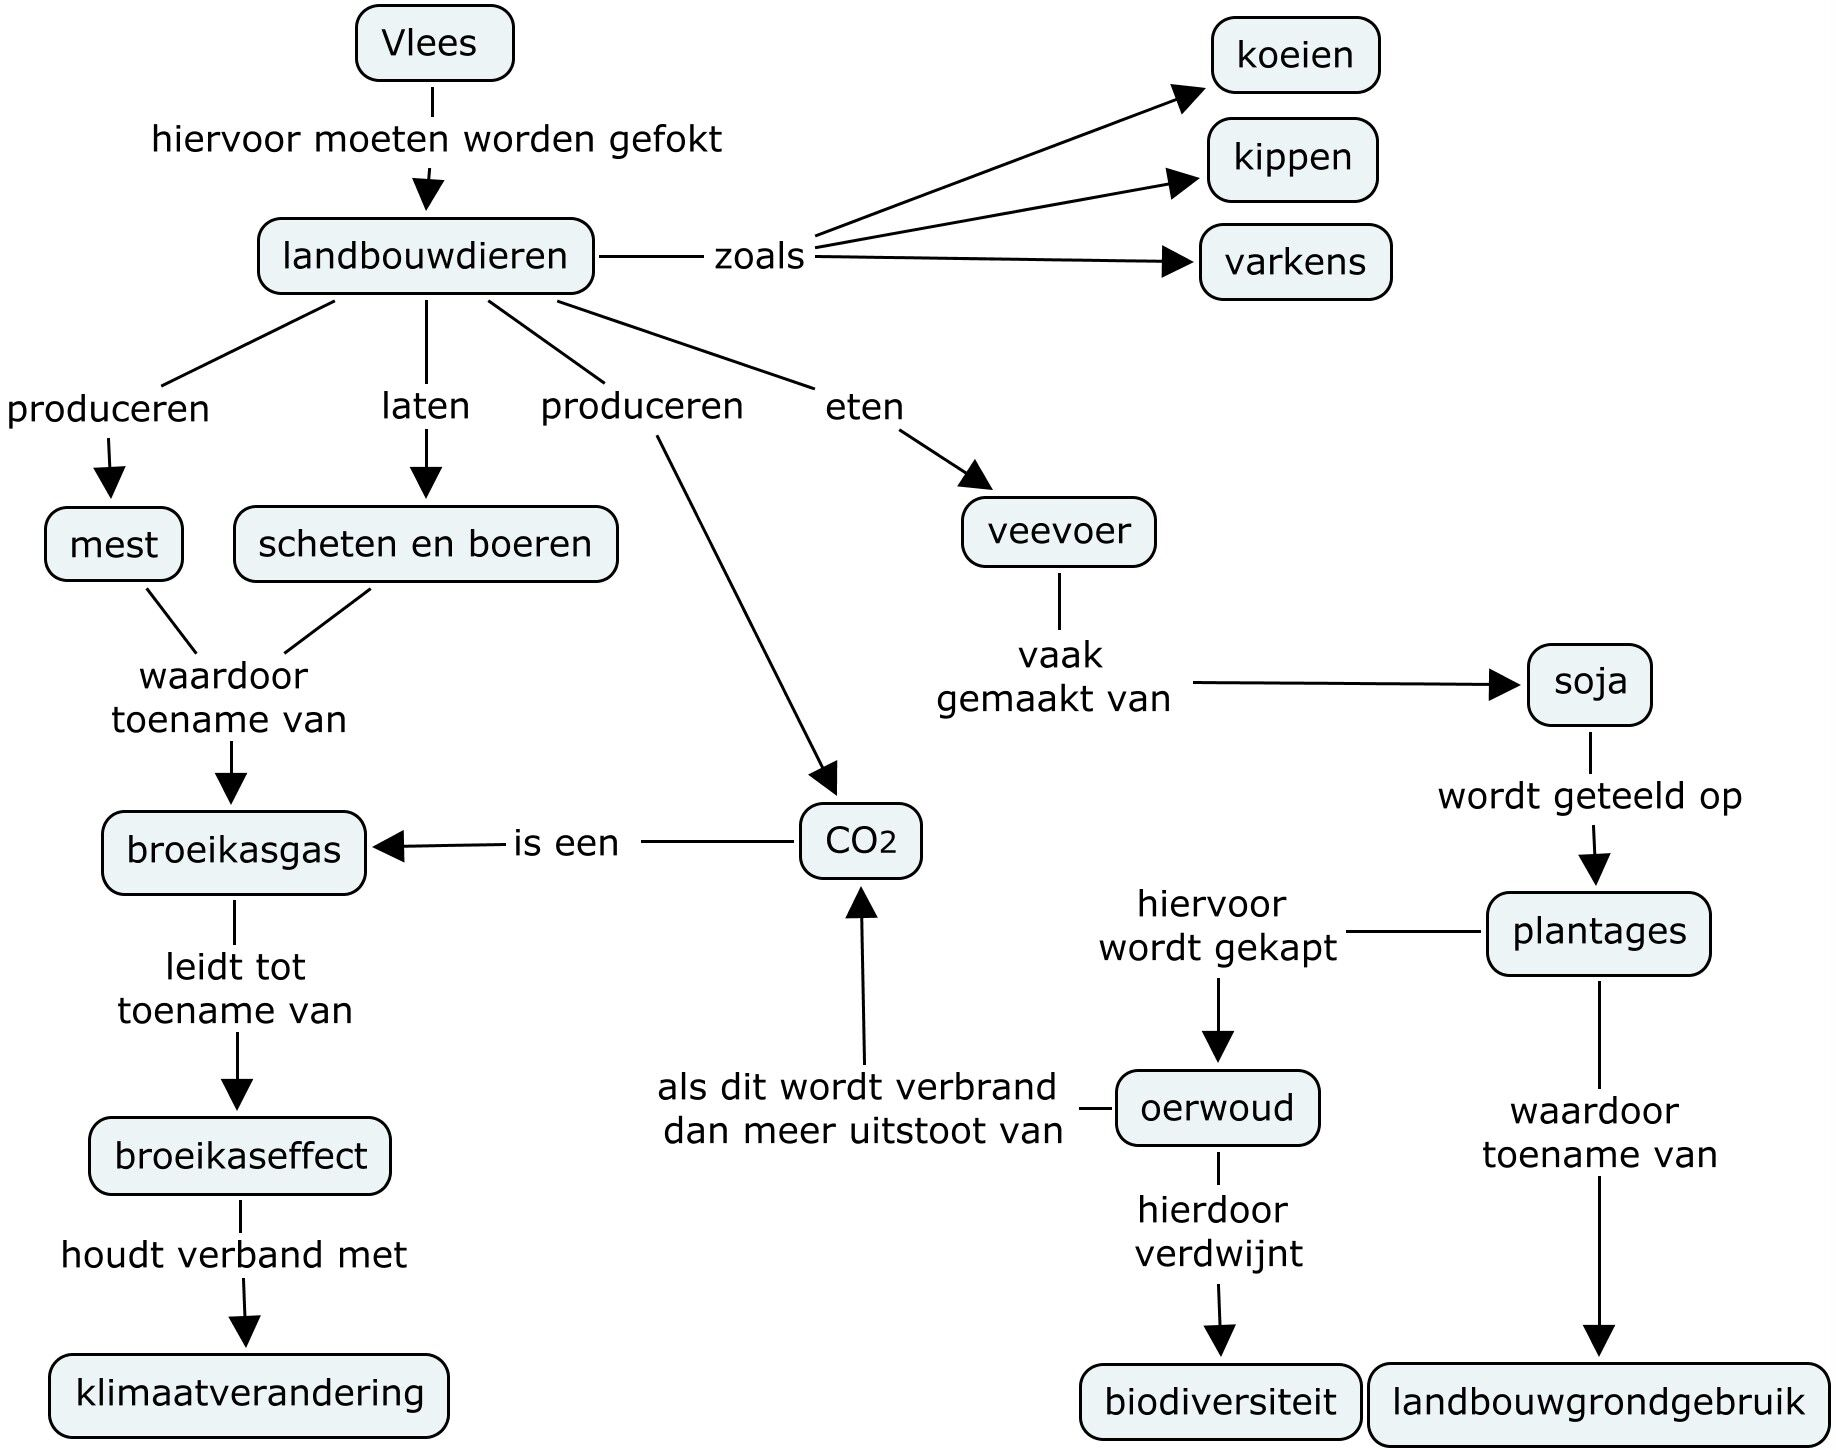 Vlees
koeien
hiervoor moeten worden gefokt
kippen
landbouwdieren
zoals
varkens
produceren
laten
produceren
eten
mest
scheten en boeren
veevoer
waardoor
toename van
vaak
gemaakt van
soja
wordt geteeld op
broeikasgas
is een
CO2
hiervoor
wordt gekapt
plantages
leidt tot
toename van
als dit wordt verbrand
dan meer uitstoot van
oerwoud
waardoor
toename van
broeikaseffect
hierdoor
verdwijnt
houdt verband met
klimaatverandering
biodiversiteit
landbouwgrondgebruik